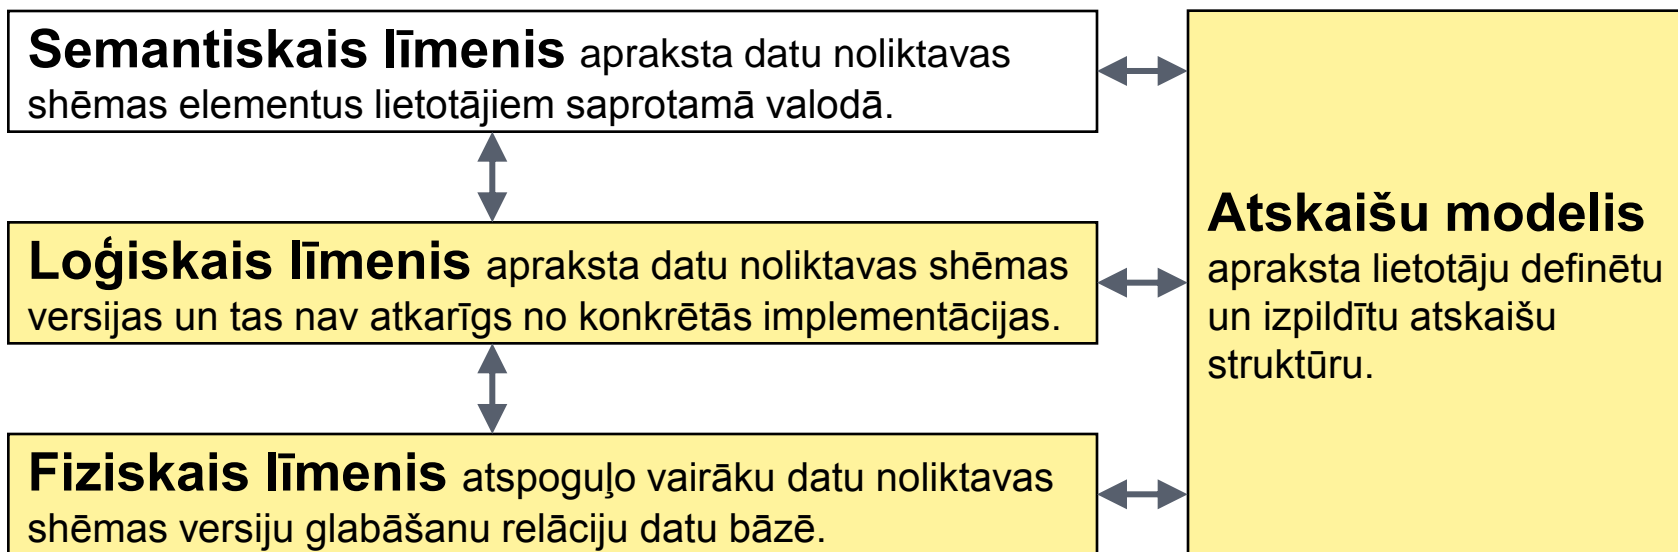 Semantiskais līmenis apraksta datu noliktavas
shēmas elementus lietotājiem saprotamā valodā.
Loģiskais līmenis apraksta datu noliktavas shēmas
versijas un tas nav atkarīgs no konkrētās implementācijas.
Fiziskais līmenis atspoguļo vairāku datu noliktavas
shēmas versiju glabāšanu relāciju datu bāzē.
Atskaišu modelis
apraksta lietotāju definētu
un izpildītu atskaišu
struktūru.